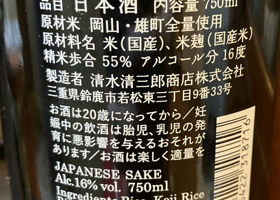 品目 日本酒 内容量 750ml
原材米 岡山・雄町全量使用
原材料名 米(国産)、米麹(国産米)
精米歩合 55% アルコール分 16度
製造者 清水清三郎商店株式会社
三重県鈴鹿市若松東三丁目9番33号
お酒は20歳になってから/妊
娠中の飲酒は胎児、乳児の発
育に悪影響を与えるおそれが
あります/お酒は楽しく適量を
JAPANESE SAKE
Alc.16% vol. 750ml
Ingredients Rice, Koji Rice